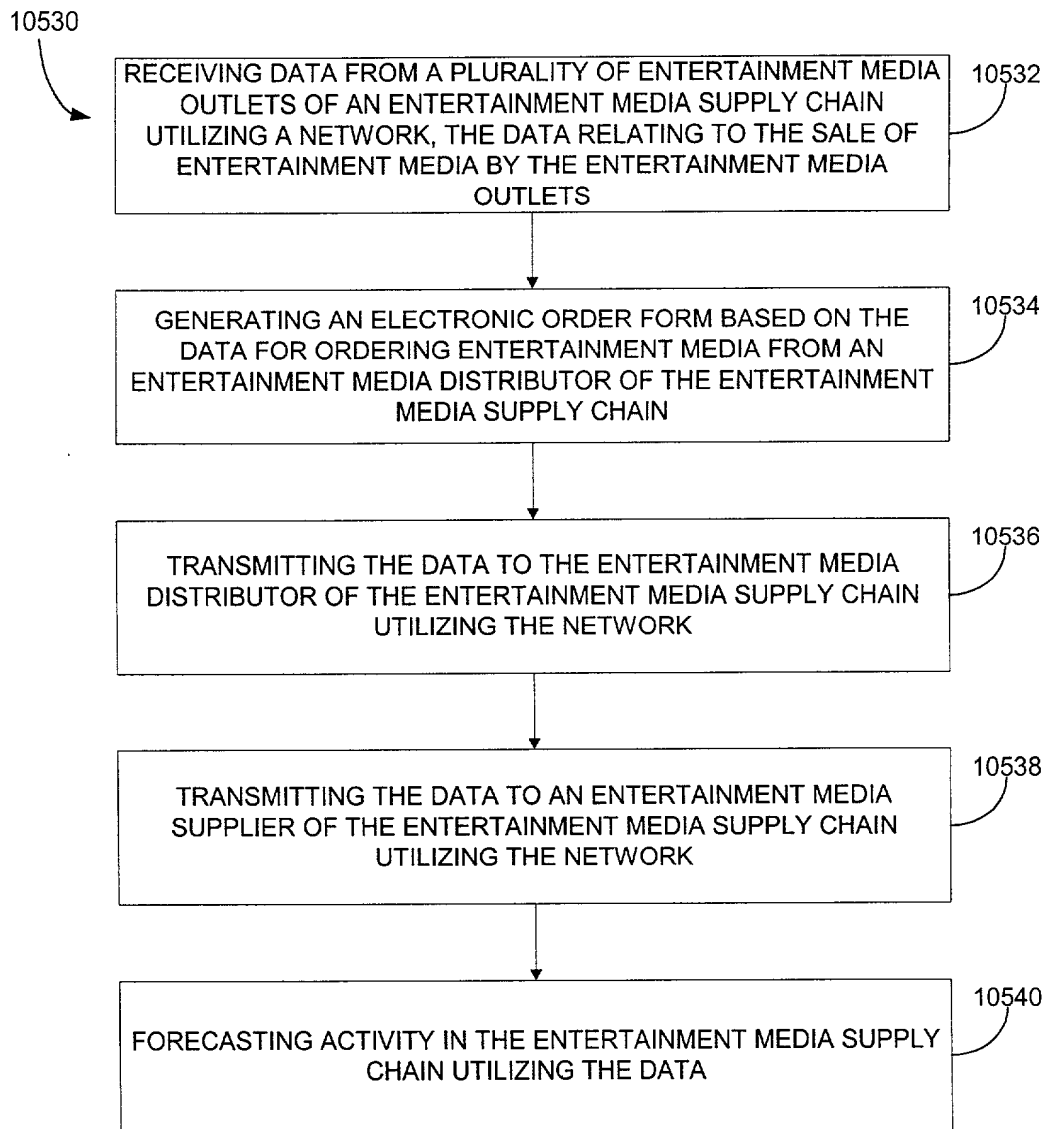 10530
RECEIVING DATA FROM A PLURALITY OF ENTERTAINMENT MEDIA
OUTLETS OF AN ENTERTAINMENT MEDIA SUPPLY CHAIN
UTILIZING A NETWORK, THE DATA RELATING TO THE SALE OF
ENTERTAINMENT MEDIA BY THE ENTERTAINMENT MEDIA
OUTLETS
10532
GENERATING AN ELECTRONIC ORDER FORM BASED ON THE
DATA FOR ORDERING ENTERTAINMENT MEDIA FROM AN
ENTERTAINMENT MEDIA DISTRIBUTOR OF THE ENTERTAINMENT
MEDIA SUPPLY CHAIN
10534
TRANSMITTING THE DATA TO THE ENTERTAINMENT MEDIA
DISTRIBUTOR OF THE ENTERTAINMENT MEDIA SUPPLY CHAIN
UTILIZING THE NETWORK
10536
TRANSMITTING THE DATA TO AN ENTERTAINMENT MEDIA
SUPPLIER OF THE ENTERTAINMENT MEDIA SUPPLY CHAIN
UTILIZING THE NETWORK
10538
FORECASTING ACTIVITY IN THE ENTERTAINMENT MEDIA SUPPLY
CHAIN UTILIZING THE DATA
10540